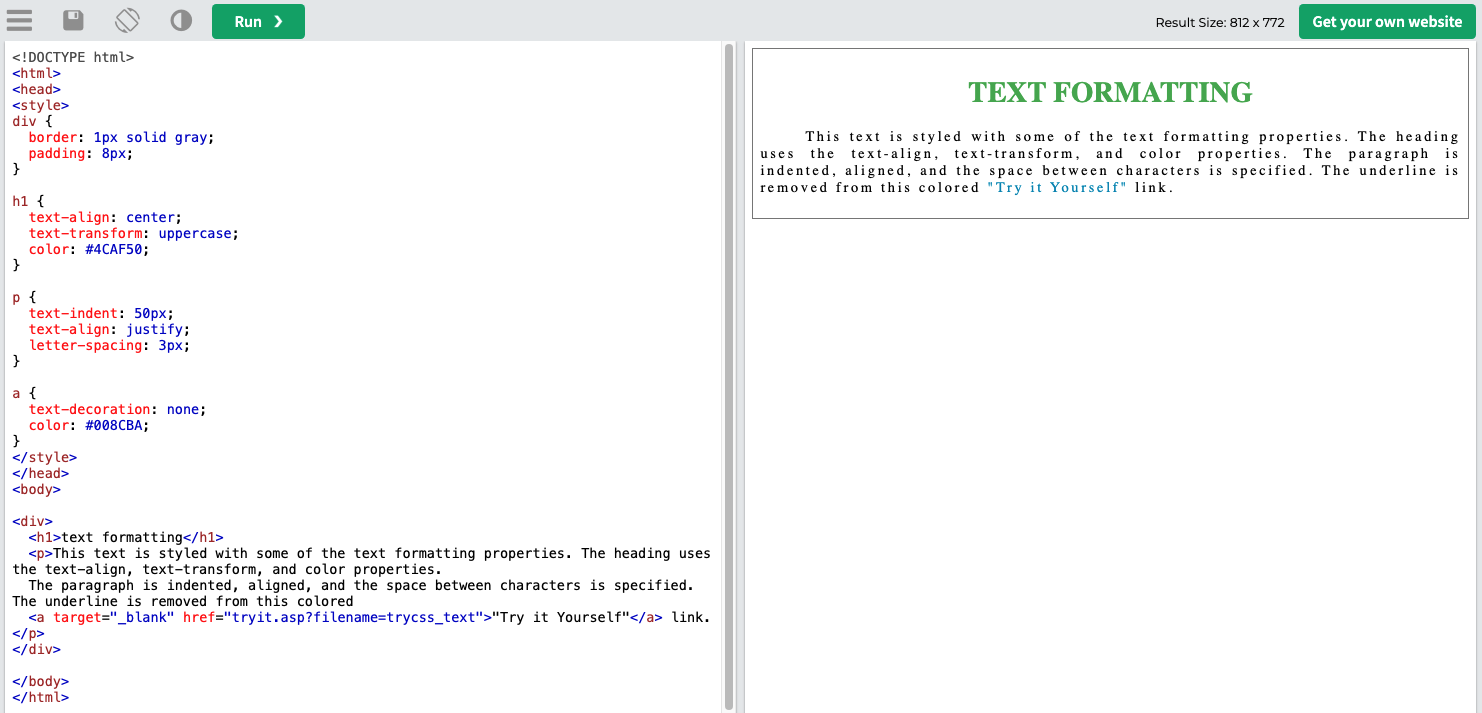 Run ❯
Result Size: 812 x 772
Get your own website
<!DOCTYPE html>
<html>
<head>
<style>
div {
  border: 1px solid gray;
  padding: 8px;
}

h1 {
  text-align: center;
  text-transform: uppercase;
  color: #4CAF50;
}

p {
  text-indent: 50px;
  text-align: justify;
  letter-spacing: 3px;
}

a {
  text-decoration: none;
  color: #008CBA;
}
</style>
</head>
<body>

<div>
  <h1>text formatting</h1>
  <p>This text is styled with some of the text formatting properties. The heading uses
the text-align, text-transform, and color properties.
  The paragraph is indented, aligned, and the space between characters is specified.
The underline is removed from this colored
  <a target="_blank" href="tryit.asp?filename=trycss_text">"Try it Yourself"</a> link.
</p>
</div>

</body>
</html>
TEXT FORMATTING
This text is styled with some of the text formatting properties. The heading
uses the text-align, text-transform, and color properties. The paragraph is
indented, aligned, and the space between characters is specified. The underline is
removed from this colored "Try it Yourself" link.